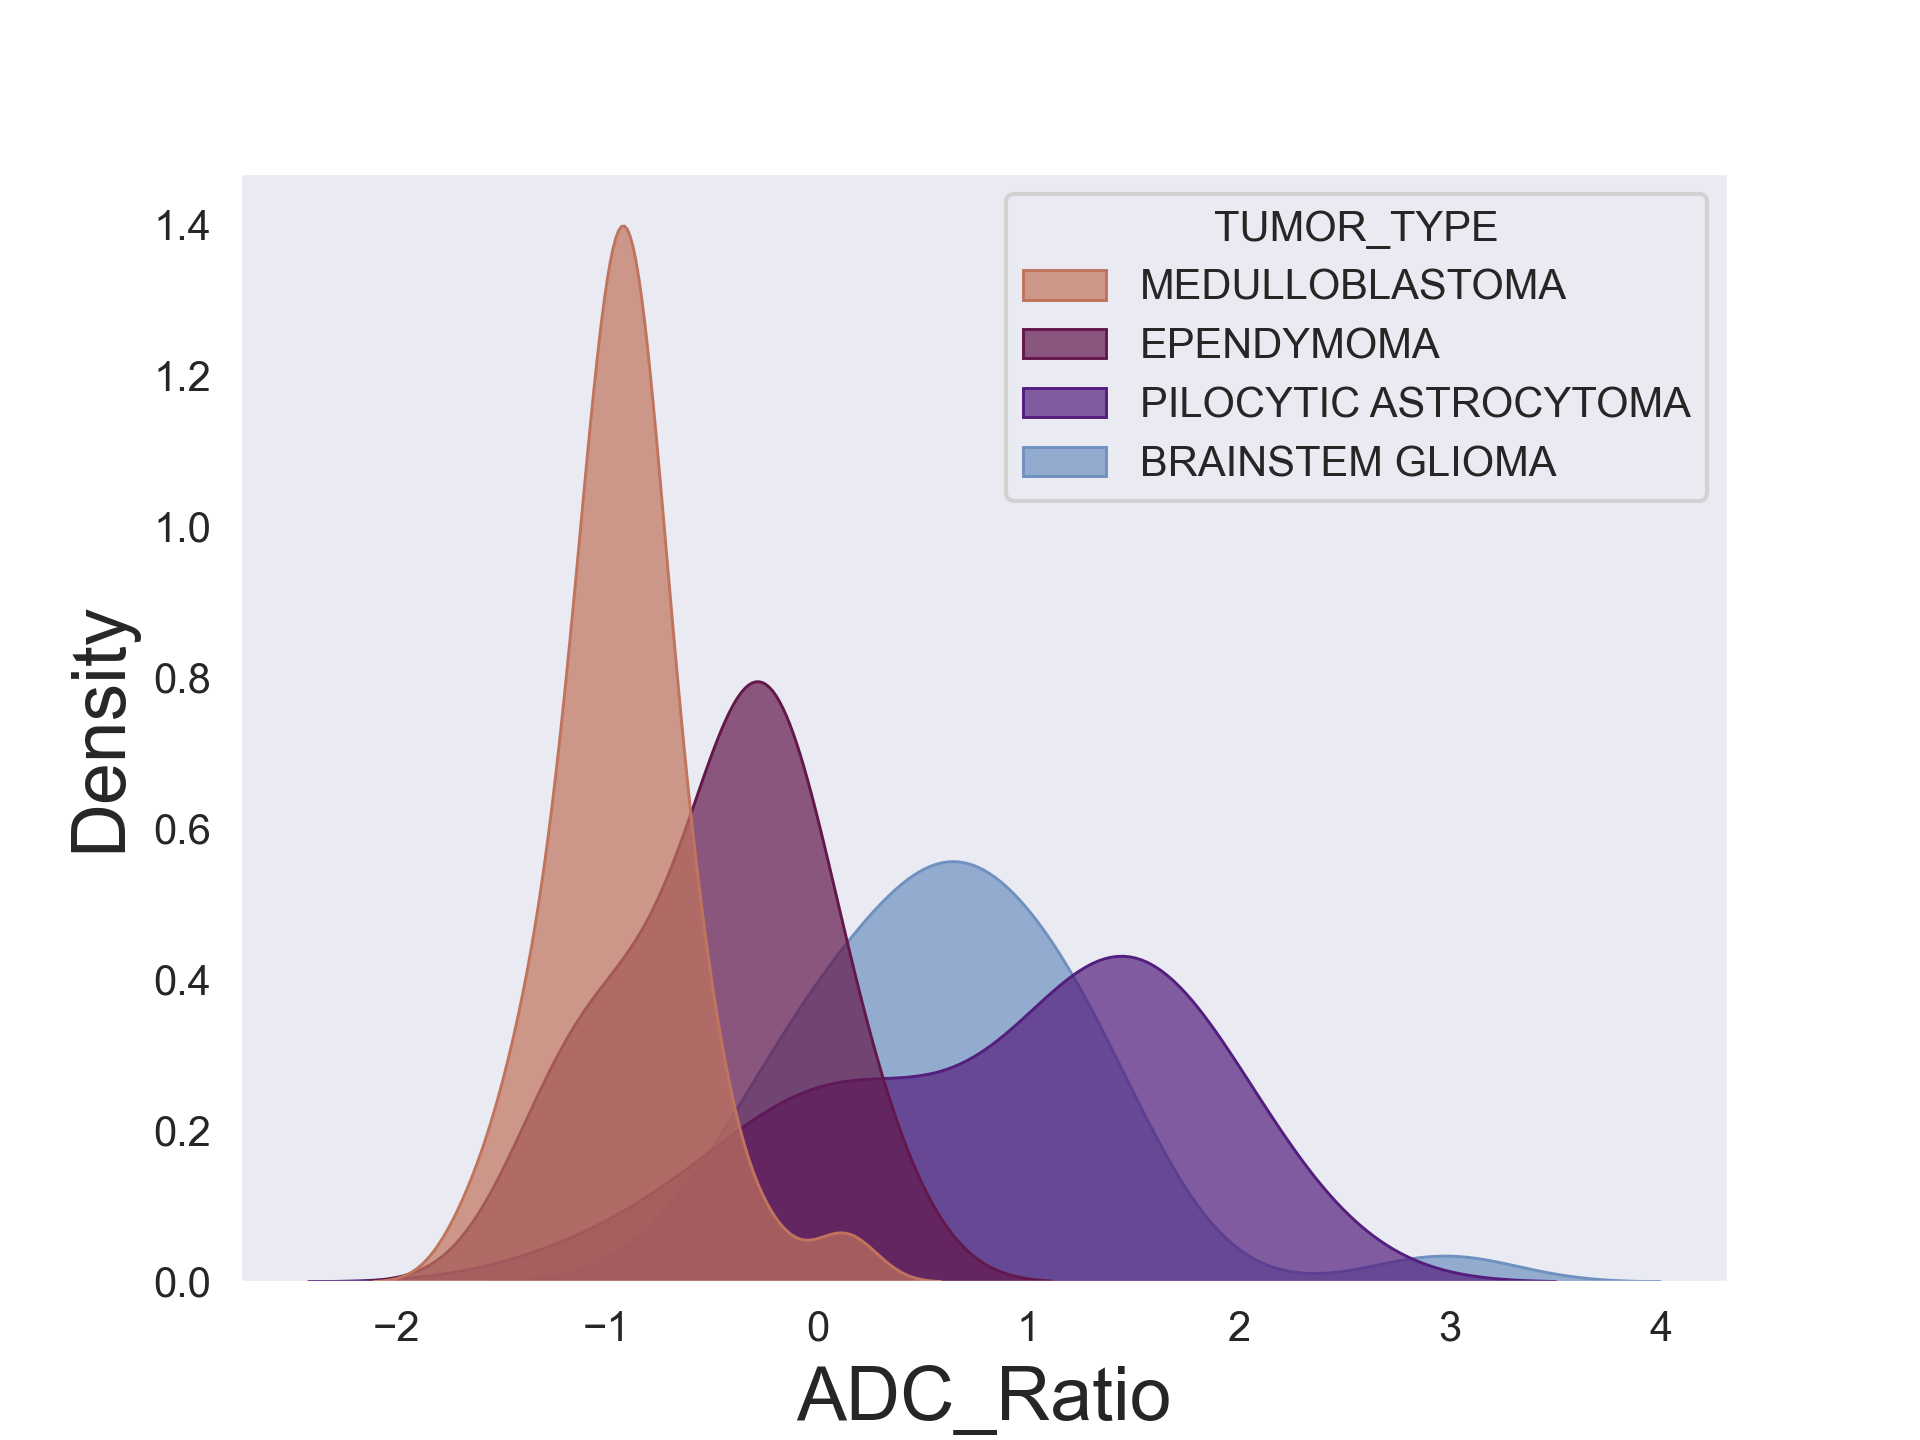 TUMOR_TYPE
MEDULLOBLASTOMA
EPENDYMOMA
PILOCYTIC ASTROCYTOMA
BRAINSTEM GLIOMA
Density
1.4
1.2
1.0
0.8
0.6
0.4
0.2
0.0
−2 −1 0 1 2 3 4
ADC_Ratio